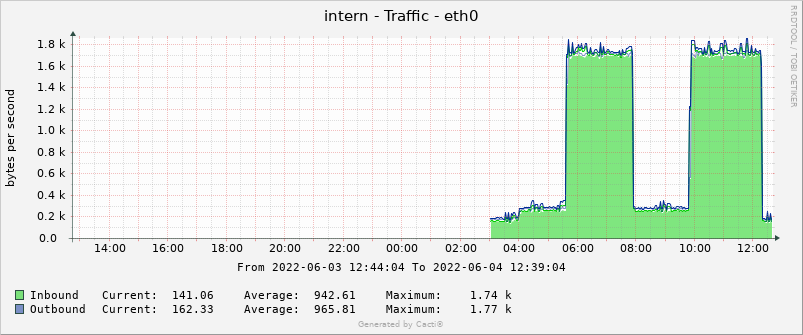 intern - Traffic - eth0
RRDTOOL / TOBI OETIKER
bytes per second
1.8 k
1.6 k
1.4 k
1.2 k
1.0 k
0.8 k
0.6 k
0.4 k
0.2 k
0.0
14:00 16:00 18:00 20:00 22:00 00:00 02:00 04:00 06:00 08:00 10:00 12:00
From 2022-06-03 12:44:04 To 2022-06-04 12:39:04
Inbound Current: 141.06 Average: 942.61 Maximum: 1.74 k
Outbound Current: 162.33 Average: 965.81 Maximum: 1.77 k
Generated by Cacti®